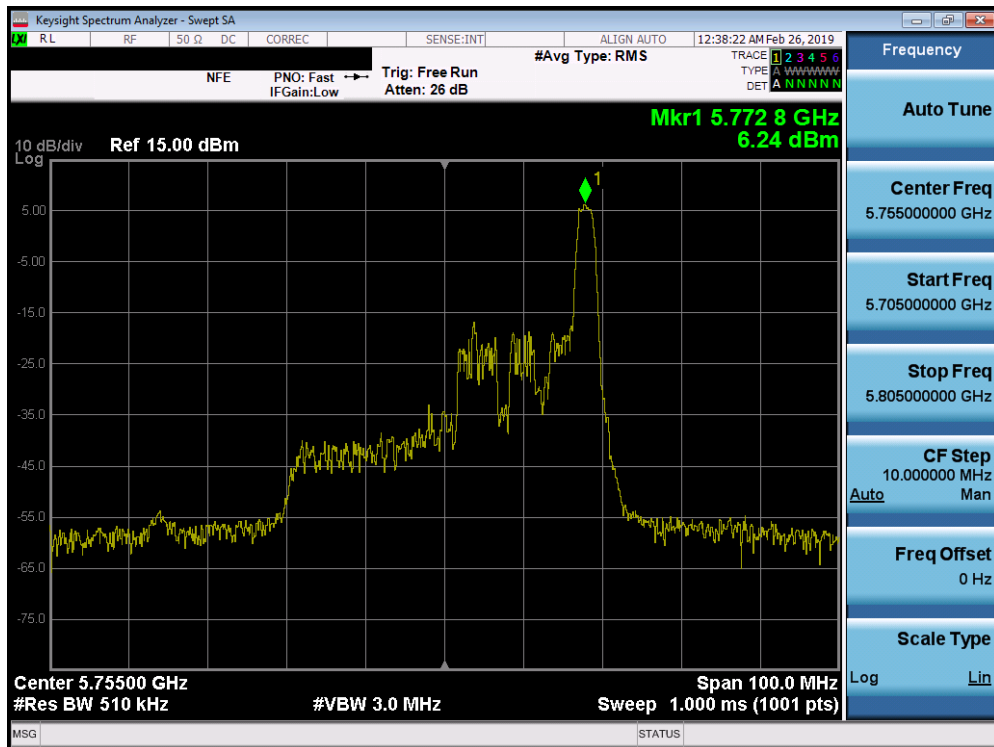 Keysight Spectrum Analyzer - Swept SA
LXI RL RF 50 Ω DC CORREC SENSE:INT ALIGN AUTO 12:38:22 AM Feb 26, 2019
#Avg Type: RMS TRACE 1 2 3 4 5 6
NFE PNO: Fast Trig: Free Run TYPE A WWWWWW
IFGain:Low Atten: 26 dB DET A N N N N N
Mkr1 5.772 8 GHz
6.24 dBm
10 dB/div Ref 15.00 dBm
Log
1
5.00
-5.00
-15.0
-25.0
-35.0
-45.0
-55.0
-65.0
-75.0
Center 5.75500 GHz Span 100.0 MHz
#Res BW 510 kHz #VBW 3.0 MHz Sweep 1.000 ms (1001 pts)
MSG STATUS
Frequency
Auto Tune
Center Freq
5.755000000 GHz
Start Freq
5.705000000 GHz
Stop Freq
5.805000000 GHz
CF Step
10.000000 MHz
Auto Man
Freq Offset
0 Hz
Scale Type
Log Lin